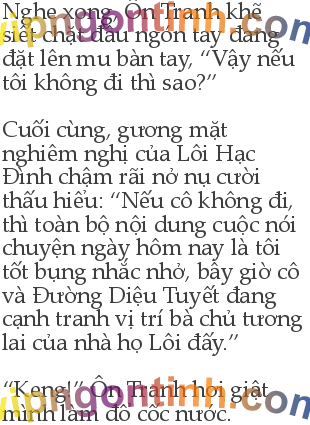 Nghe xong, Ôn Tranh khẽ
siết chặt đầu ngón tay đang
đặt lên mu bàn tay, “Vậy nếu
tôi không đi thì sao?”
Cuối cùng, gương mặt
nghiêm nghị của Lôi Hạc
Đình chậm rãi nở nụ cười
thấu hiểu: “Nếu cô không đi,
thì toàn bộ nội dung cuộc nói
chuyện ngày hôm nay là tôi
tốt bụng nhắc nhở, bây giờ cô
và Đường Diệu Tuyết đang
cạnh tranh vị trí bà chủ tương
lai của nhà họ Lôi đấy.”
“Keng!” Ôn Tranh hơi giật
mình làm đổ cốc nước.
vipngontinh.com
vipngontinh.com